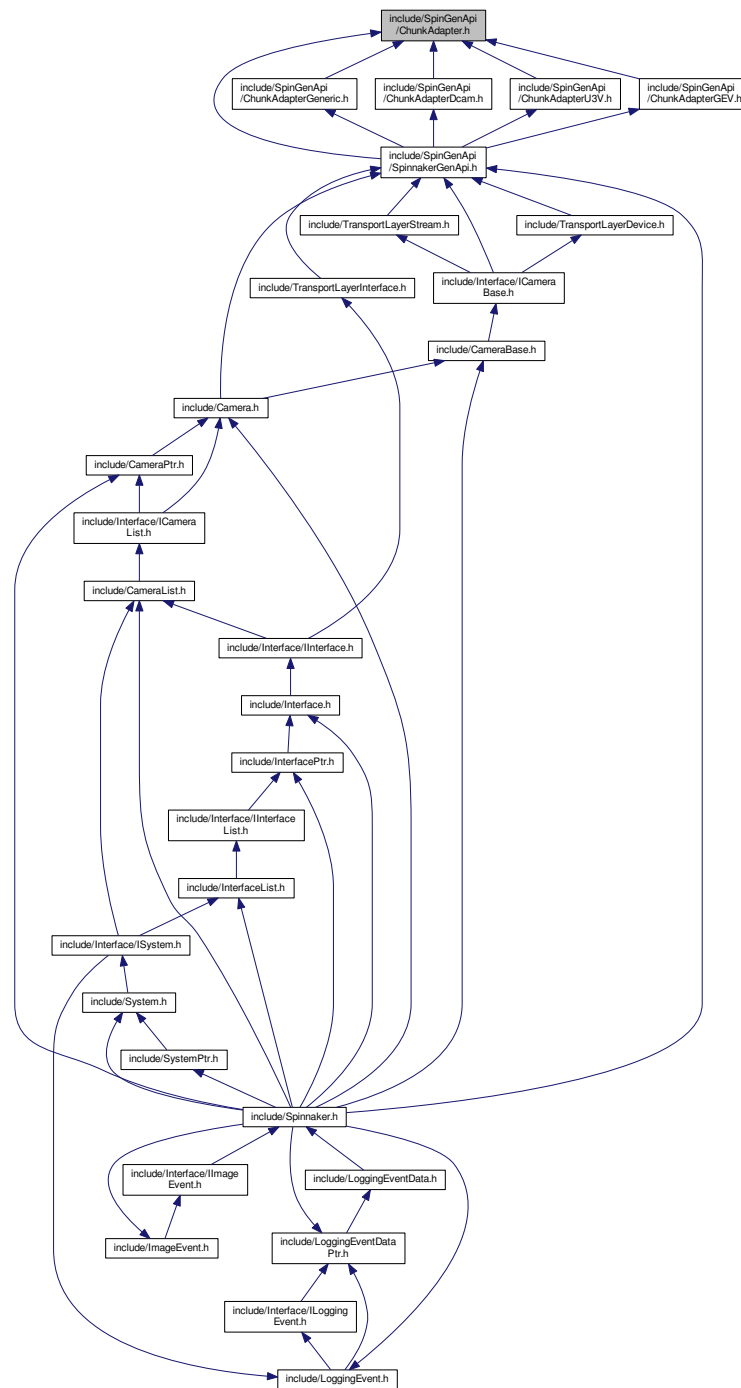 include/SpinGenApi
/ChunkAdapter.h
include/SpinGenApi
/ChunkAdapterGeneric.h
include/SpinGenApi
/ChunkAdapterDcam.h
include/SpinGenApi
/ChunkAdapterU3V.h
include/SpinGenApi
/ChunkAdapterGEV.h
include/SpinGenApi
/SpinnakerGenApi.h
include/TransportLayerStream.h
include/TransportLayerDevice.h
include/TransportLayerInterface.h
include/Interface/ICamera
Base.h
include/CameraBase.h
include/Camera.h
include/CameraPtr.h
include/Interface/ICamera
List.h
include/CameraList.h
include/Interface/IInterface.h
include/Interface.h
include/InterfacePtr.h
include/Interface/IInterface
List.h
include/InterfaceList.h
include/Interface/ISystem.h
include/System.h
include/SystemPtr.h
include/Spinnaker.h
include/Interface/IImage
Event.h
include/LoggingEventData.h
include/ImageEvent.h
include/LoggingEventData
Ptr.h
include/Interface/ILogging
Event.h
include/LoggingEvent.h